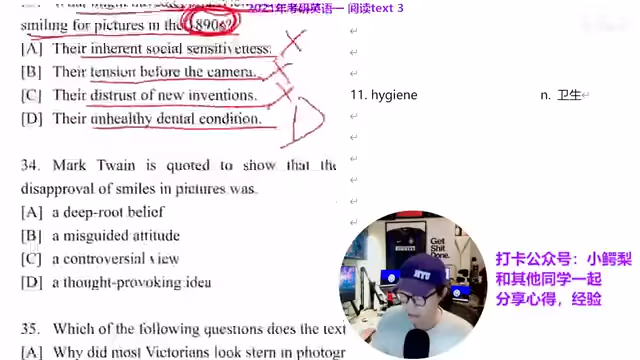 2021年考研英语一 阅读text 3
smiling for pictures in the 1890s?
[A] Their inherent social sensitiveness.
[B] Their tension before the camera.
[C] Their distrust of new inventions.
[D] Their unhealthy dental condition.
D
34. Mark Twain is quoted to show that the
disapproval of smiles in pictures was.
[A] a deep-root belief
[B] a misguided attitude
[C] a controversial view
[D] a thought-provoking idea
35. Which of the following questions does the text
[A] Why did most Victorians look stern in photogr
11. hygiene n. 卫生
Get
Shit
Done.
NYU
打卡公众号：小鳄梨
和其他同学一起
分享心得，经验